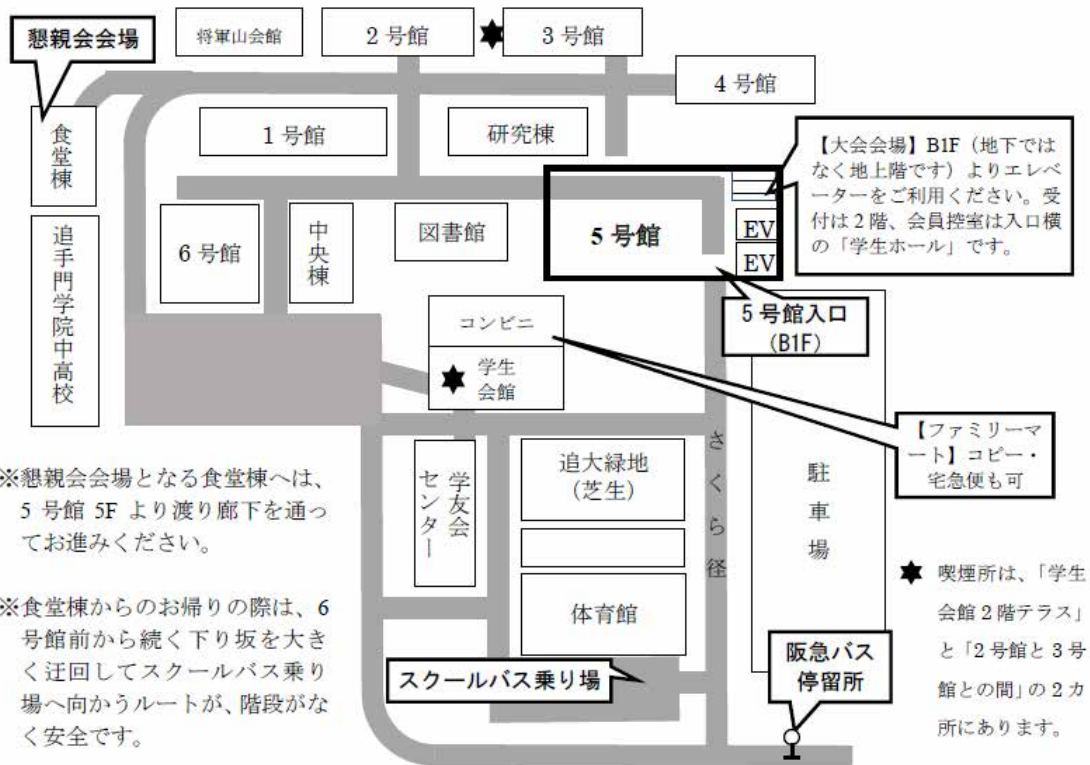 懇親会会場
将軍山会館
2号館
3号館
4号館
食堂棟
1号館
研究棟
【大会会場】B1F（地下では
なく地上階です）よりエレベ
ーターをご利用ください。受
付は2階、会員控室は入口横
の「学生ホール」です。
追手門学院中高校
6号館
中央棟
図書館
5号館
EV
EV
5号館入口
(B1F)
コンビニ
学生
会館
【ファミリーマ
ート】コピー・
宅急便も可
さくら径
駐車場
学友会
センター
追大緑地
(芝生)
体育館
スクールバス乗り場
阪急バス
停留所
※懇親会会場となる食堂棟へは、
5号館 5F より渡り廊下を通っ
てお進みください。
※食堂棟からのお帰りの際は、6
号館前から続く下り坂を大き
く迂回してスクールバス乗り
場へ向かうルートが、階段がな
く安全です。
喫煙所は、「学生
会館2階テラス」
と「2号館と3号
館との間」の2カ
所にあります。